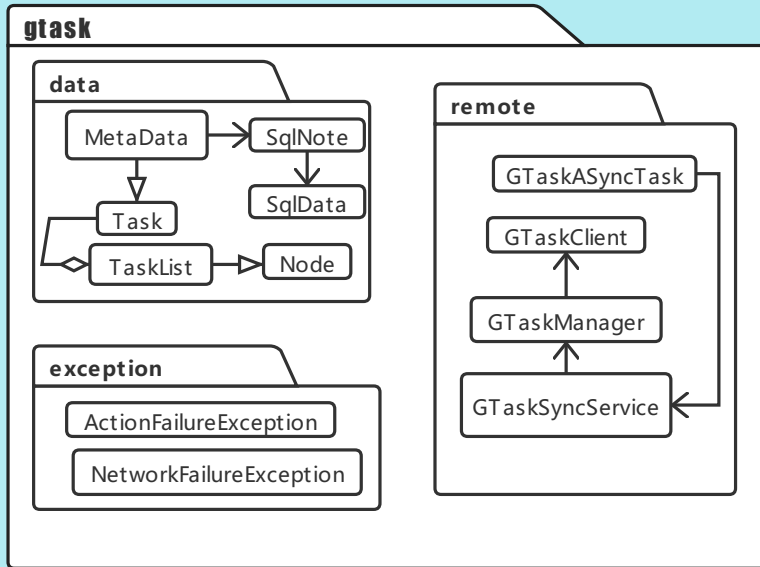 gtask
data
MetaData
SqlNote
Task
SqlData
TaskList
Node
exception
ActionFailureException
NetworkFailureException
remote
GTaskASyncTask
GTaskClient
GTaskManager
GTaskSyncService